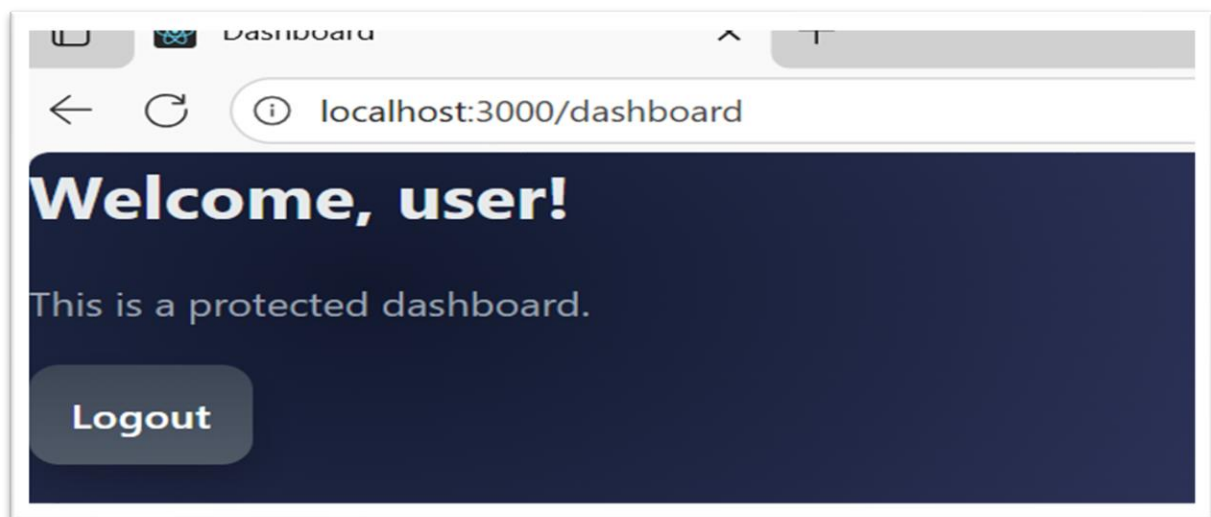 Dashboard
localhost:3000/dashboard
Welcome, user!
This is a protected dashboard.
Logout